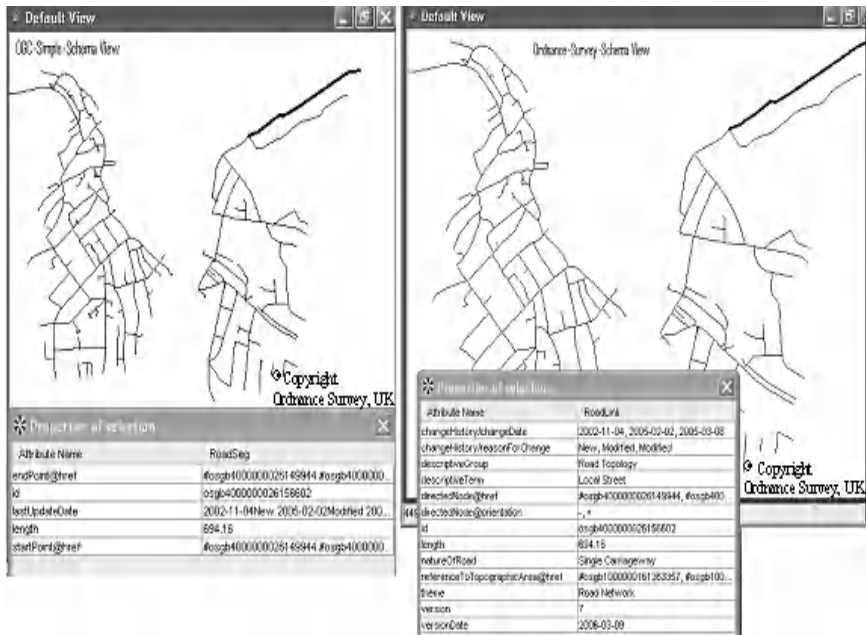 Default View
OGC-Simple-Schema View
Copyright
Ordnance Survey, UK
Properties of selection
Attribute Name RoadSeg
endPoint@href #osgb4000000026149944 #osgb4000000...
id osgb4000000026156602
lastUpdateDate 2002-11-04New 2005-02-02Modified 200...
length 694.16
startPoint@href #osgb4000000026149944 #osgb4000000...
Default View
Ordnance-Survey-Schema View
Copyright
Ordnance Survey, UK
Properties of selection
Attribute Name RoadLink
changeHistory/changeDate 2002-11-04, 2005-02-02, 2005-03-08
changeHistory/reasonForChange New, Modified, Modified
descriptiveGroup Road Topology
descriptiveTerm Local Street
directedNode@href #osgb4000000026149944, #osgb400...
directedNode@orientation -, +
id osgb4000000026156602
length 694.16
natureOfRoad Single Carriageway
referenceToTopographicArea@href #osgb100...
theme Road Network
version 7
versionDate 2006-03-09